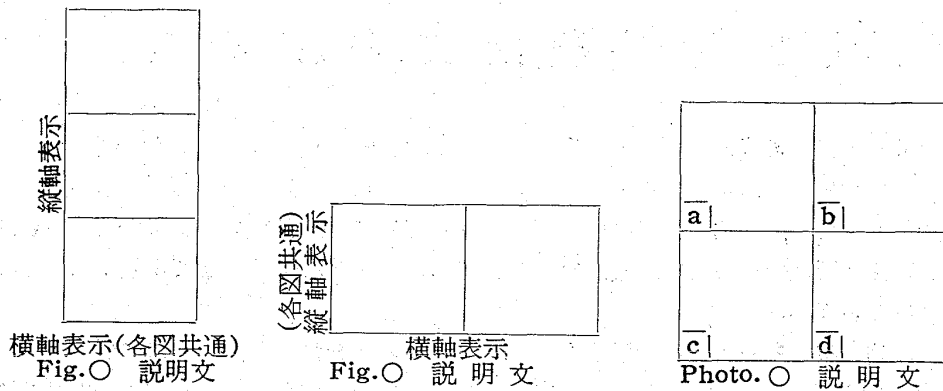 縦軸表示
横軸表示(各図共通)
Fig.○ 説明文
(各図共通)
縦軸表示
横軸表示
Fig.○ 説明文
a
b
c
d
Photo.○ 説明文